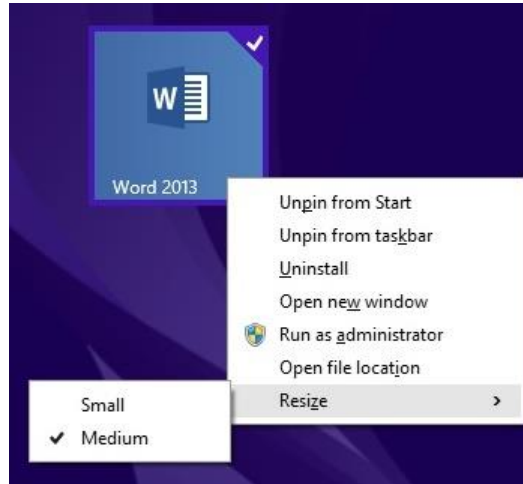 W
Word 2013
Unpin from Start
Unpin from taskbar
Uninstall
Open new window
Run as administrator
Open file location
Resize
Small
Medium